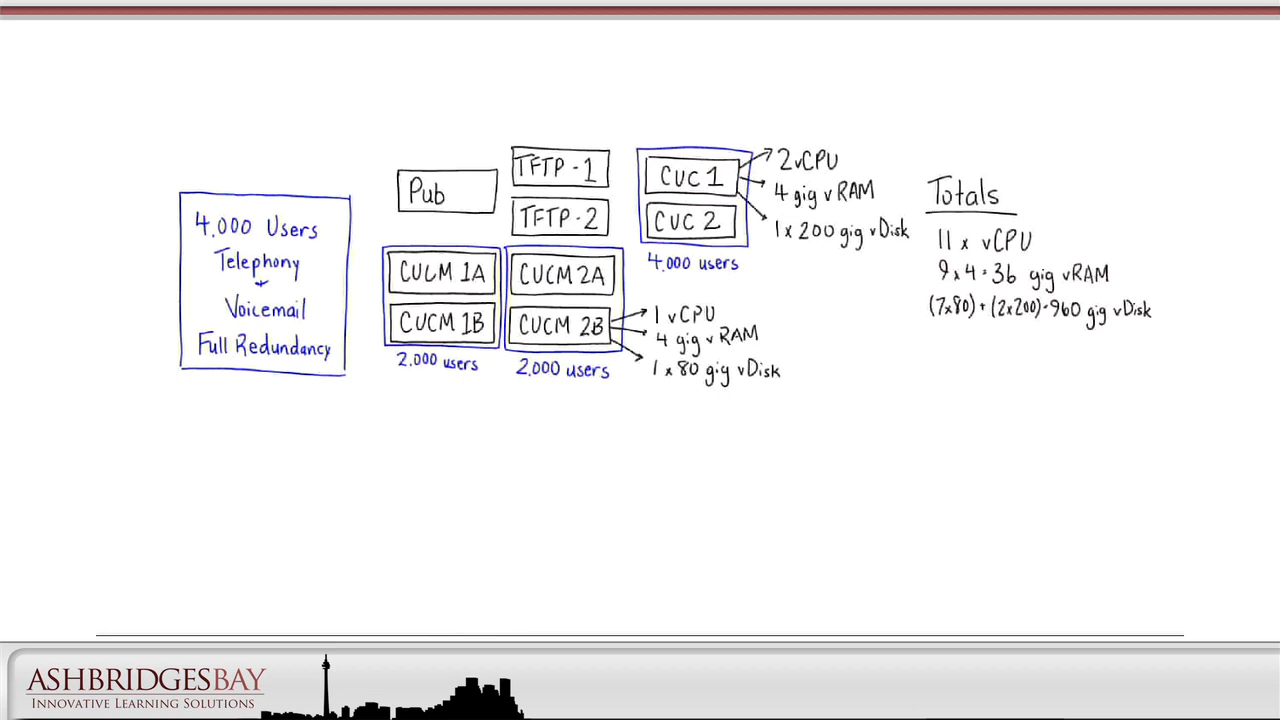 4,000 Users
Telephony
+
Voicemail
Full Redundancy
Pub
TFTP-1
TFTP-2
CUCM 1A
CUCM 1B
2,000 users
CUCM 2A
CUCM 2B
2,000 users
1 vCPU
4 gig vRAM
1 x 80 gig vDisk
CUC 1
CUC 2
4,000 users
2 vCPU
4 gig vRAM
1 x 200 gig vDisk
Totals
11 x vCPU
9 x 4 = 36 gig vRAM
(7x80) + (2x200) = 960 gig vDisk
ASHBRIDGESBAY
INNOVATIVE LEARNING SOLUTIONS